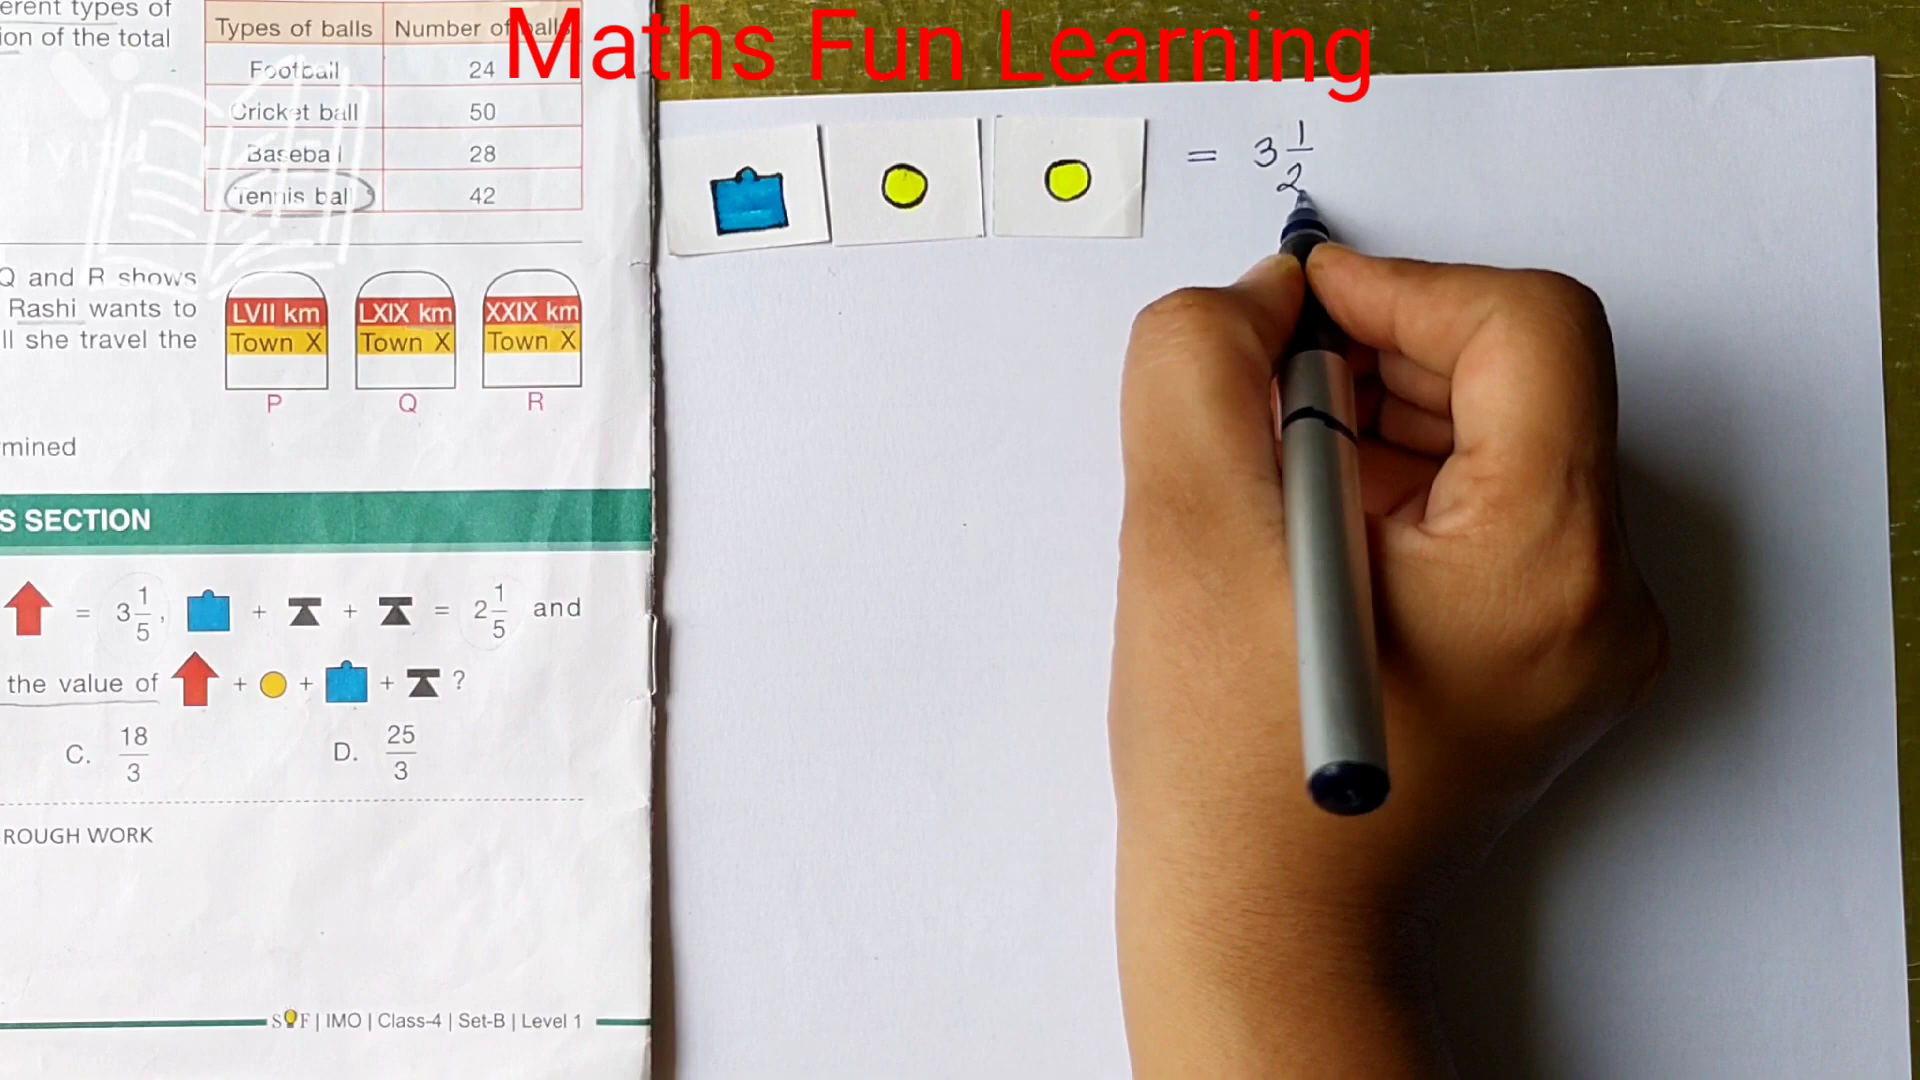 Maths Fun Learning
erent types of
ion of the total
Types of balls Number of balls
Football 24
Cricket ball 50
Baseball 28
Tennis ball 42
= 3 1/2
Q and R shows
Rashi wants to
ll she travel the
LVII km LXIX km XXIX km
Town X Town X Town X
P Q R
rmined
S SECTION
= 3 1/5, + + = 2 1/5 and
the value of + + + ?
C. 18/3 D. 25/3
ROUGH WORK
SOF | IMO | Class-4 | Set-B | Level 1